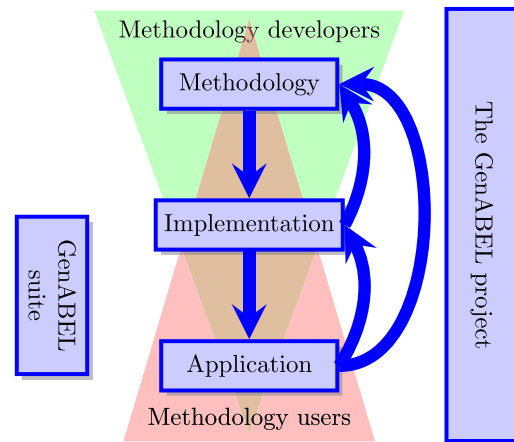 Methodology developers
Methodology
Implementation
Application
Methodology users
GenABEL
suite
The GenABEL project